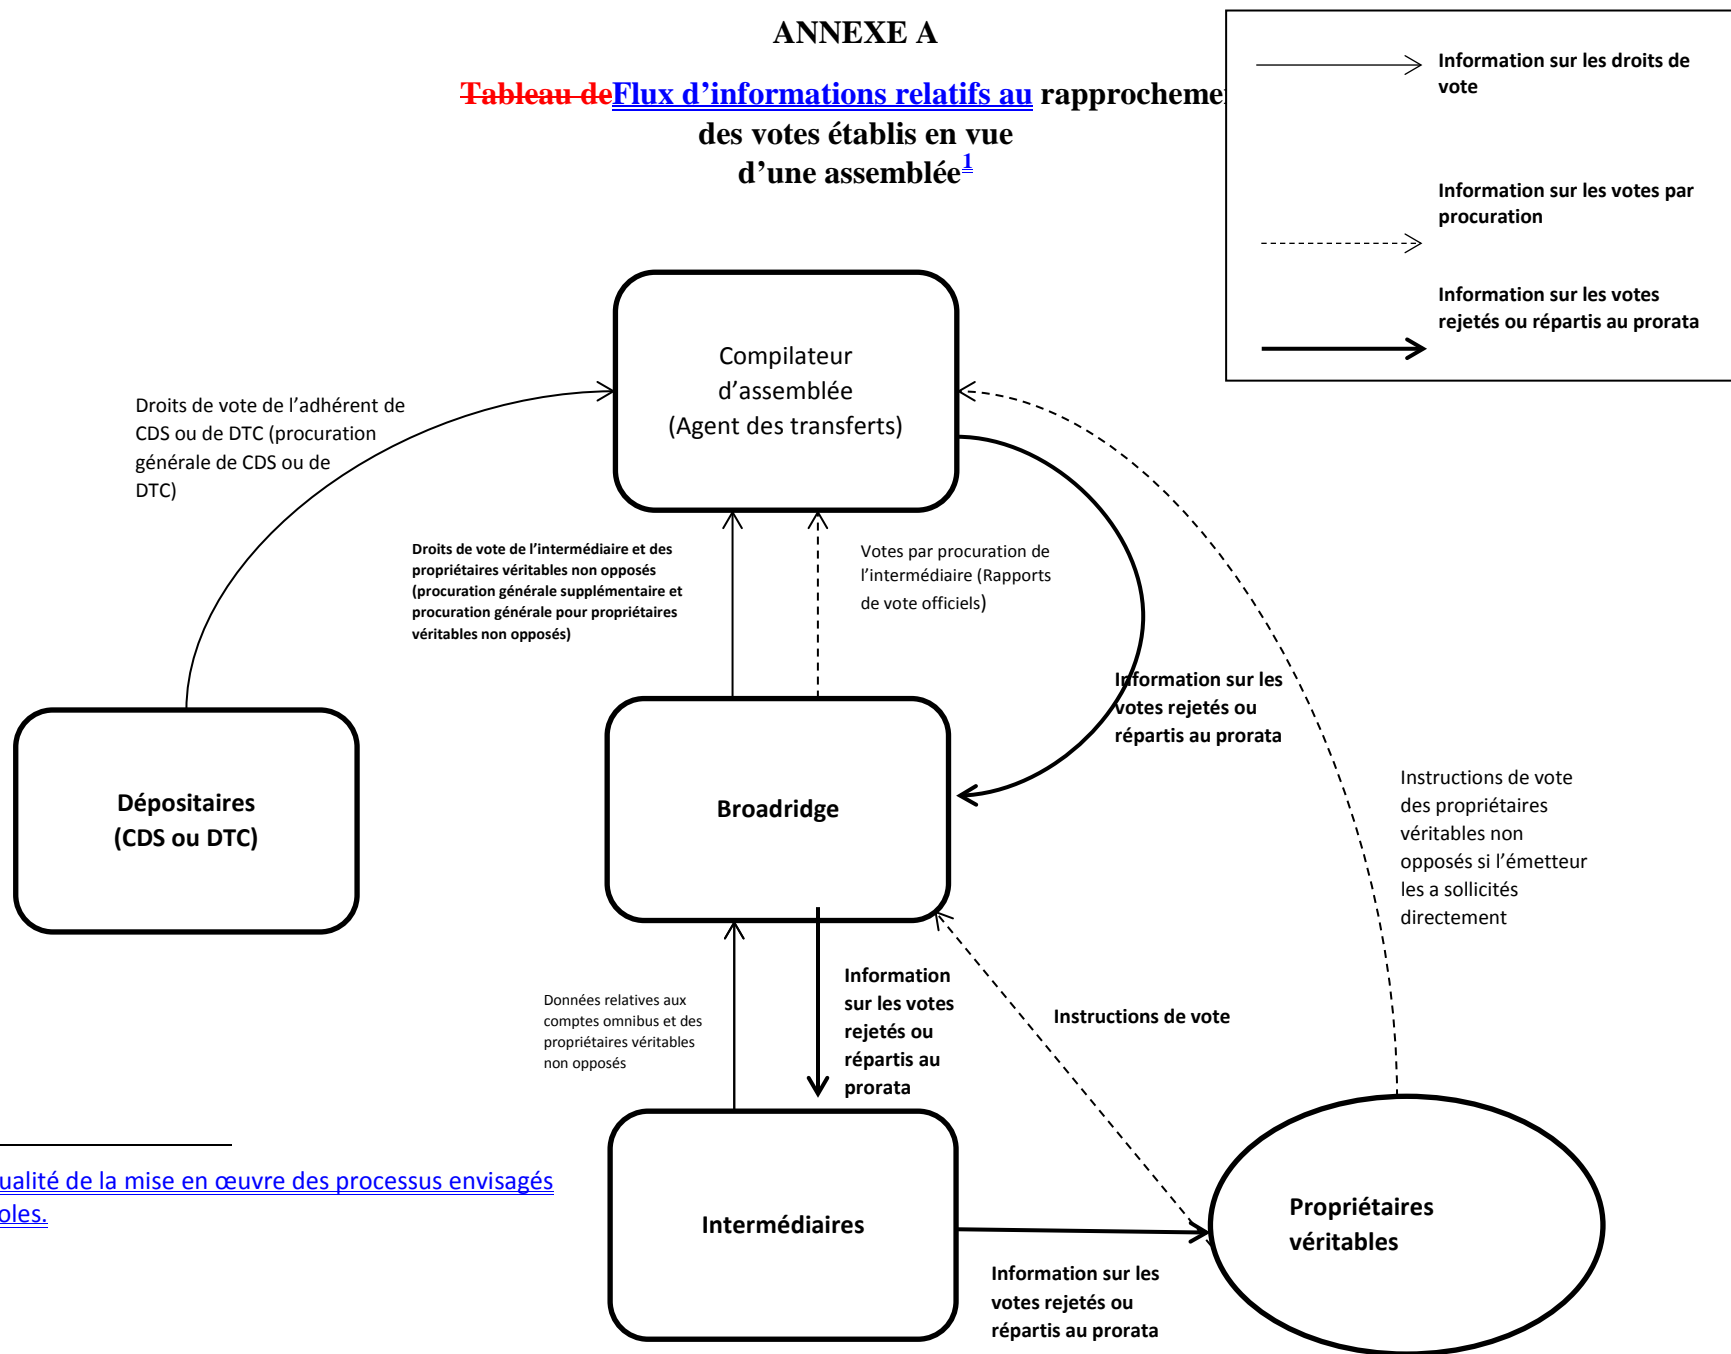 ANNEXE A
Tableau deFlux d’informations relatifs au
des votes établis en vue
d’une assemblée1
Information sur les droits de
vote
Information sur les votes par
procuration
Information sur les votes
rejetés ou répartis au prorata
Compilateur
d’assemblée
(Agent des transferts)
Droits de vote de l’adhérent de
CDS ou de DTC (procuration
générale de CDS ou de
DTC)
Droits de vote de l’intermédiaire et des
propriétaires véritables non opposés
(procuration générale supplémentaire et
procuration générale pour propriétaires
véritables non opposés)
Votes par procuration de
l’intermédiaire (Rapports
de vote officiels)
Information sur les
votes rejetés ou
répartis au prorata
Dépositaires
(CDS ou DTC)
Broadridge
Instructions de vote
des propriétaires
véritables non
opposés si l’émetteur
les a sollicités
directement
Données relatives aux
comptes omnibus et des
propriétaires véritables
non opposés
Information
sur les votes
rejetés ou
répartis au
prorata
Instructions de vote
de la mise en œuvre des processus envisagés
Intermédiaires
Propriétaires
véritables
Information sur les
votes rejetés ou
répartis au prorata